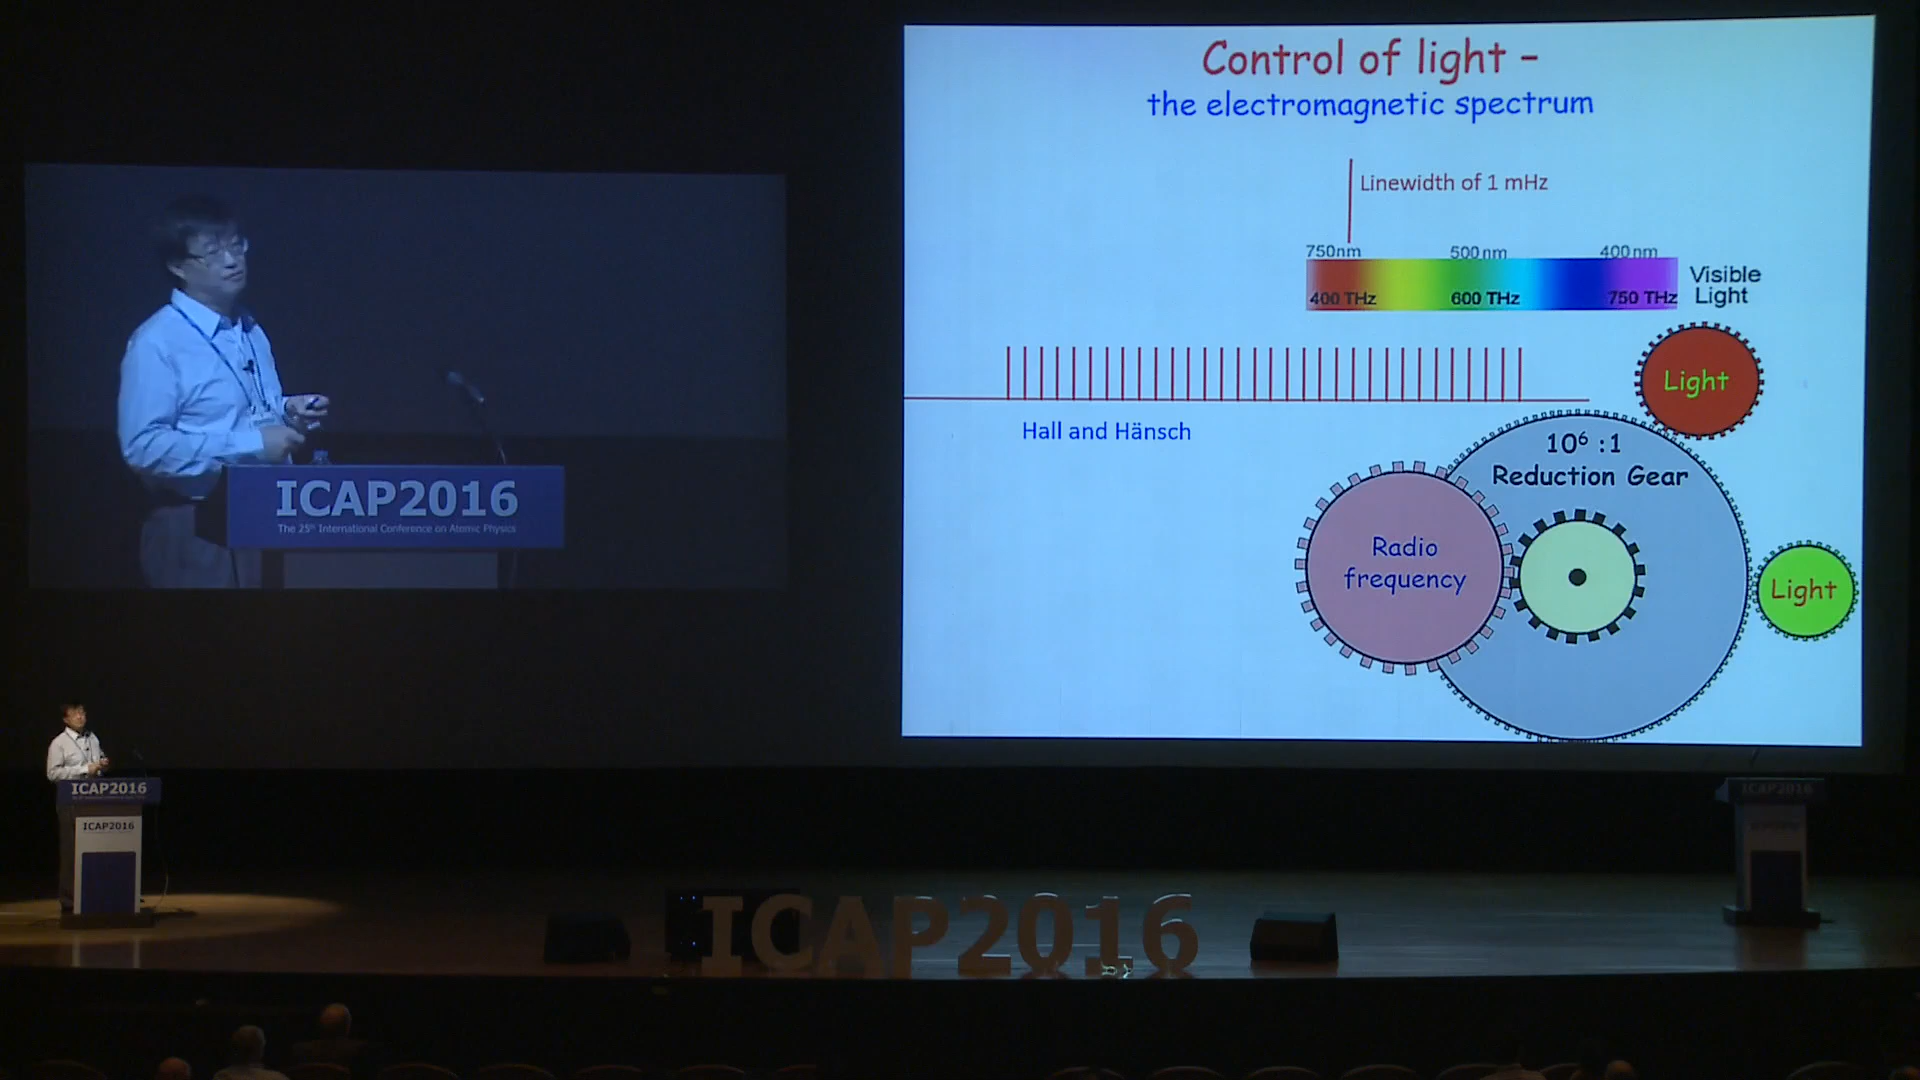 Control of light –
the electromagnetic spectrum
Linewidth of 1 mHz
750nm 500nm 400nm
400 THz 600 THz 750 THz
Visible
Light
Hall and Hänsch
Light
10⁶ :1
Reduction Gear
Radio
frequency
Light
ICAP2016
The 25th International Conference on Atomic Physics
ICAP2016
ICAP2016
ICAP2016
ICAP2016